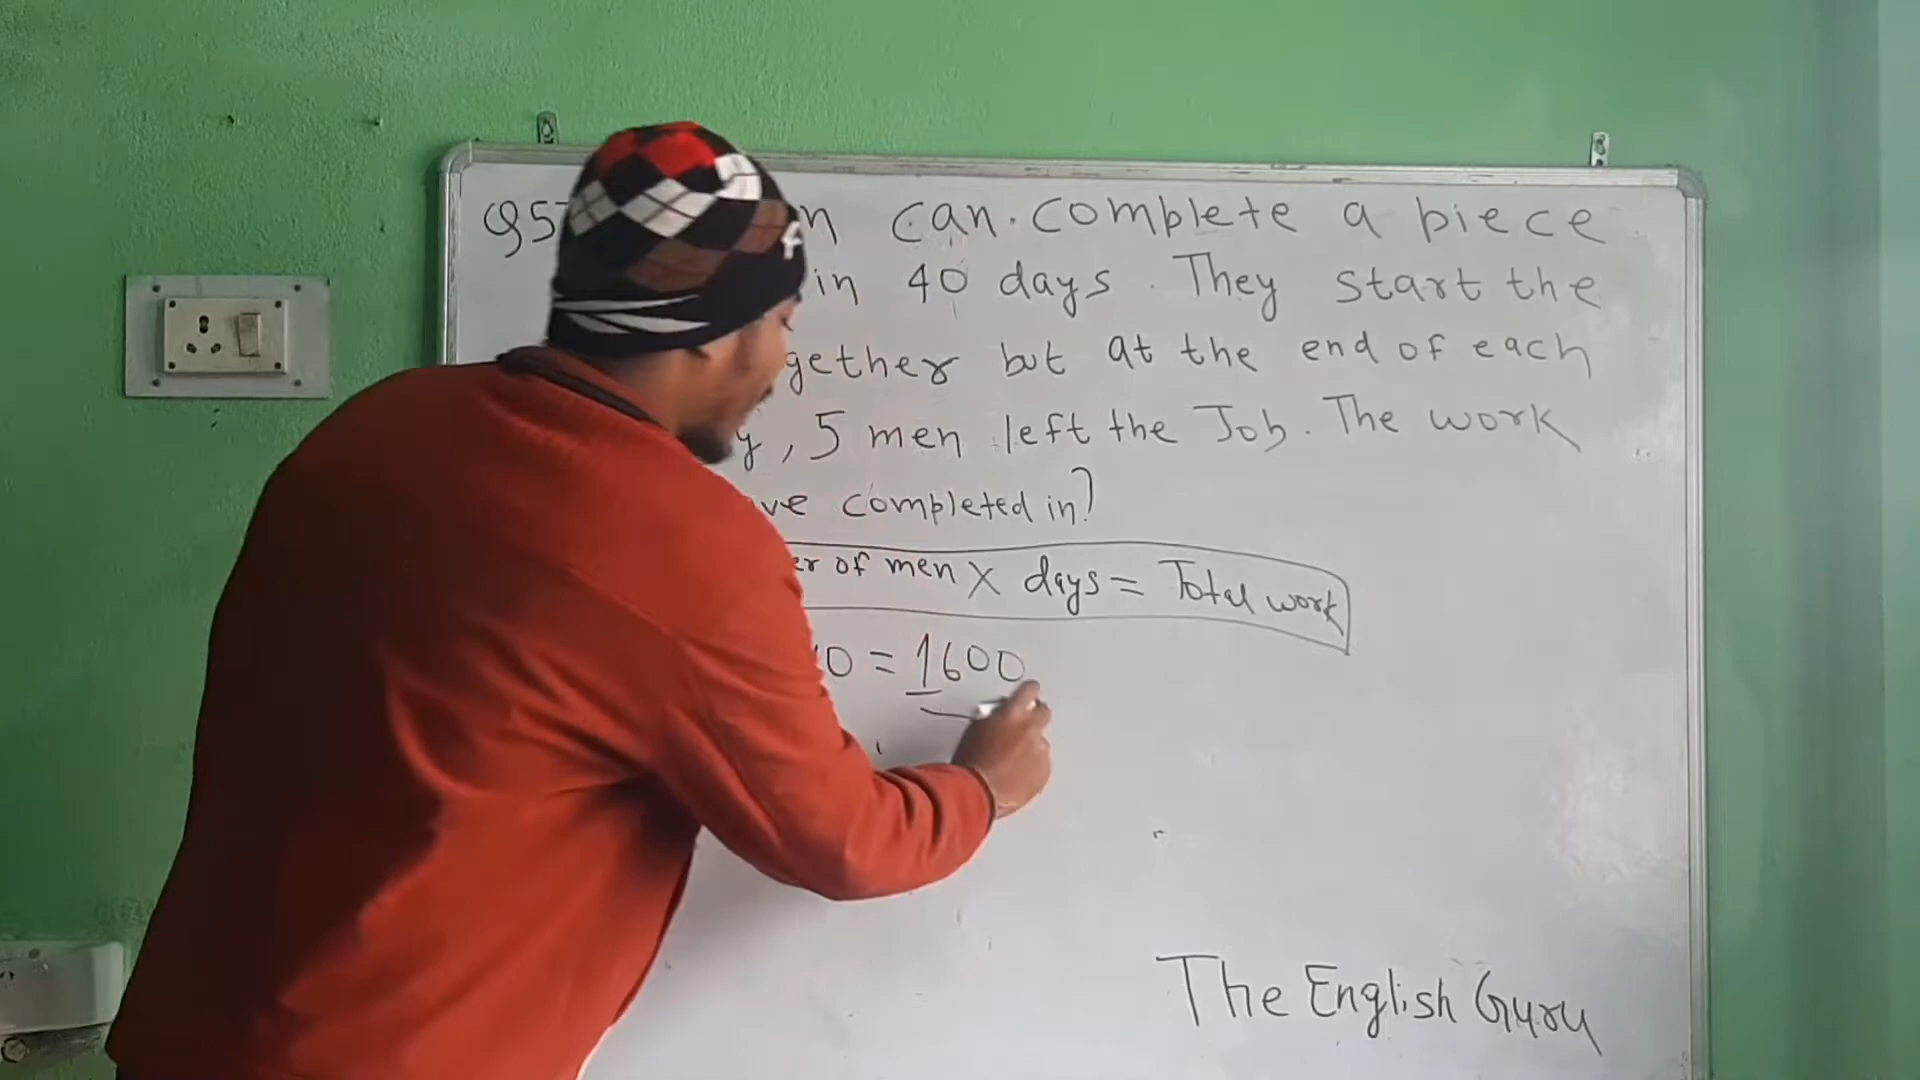 Q5 can complete a piece
in 40 days. They start the
gether but at the end of each
y, 5 men left the Job. The work
ve completed in?
er of men X days = Total work
0 = 1600
The English Guru